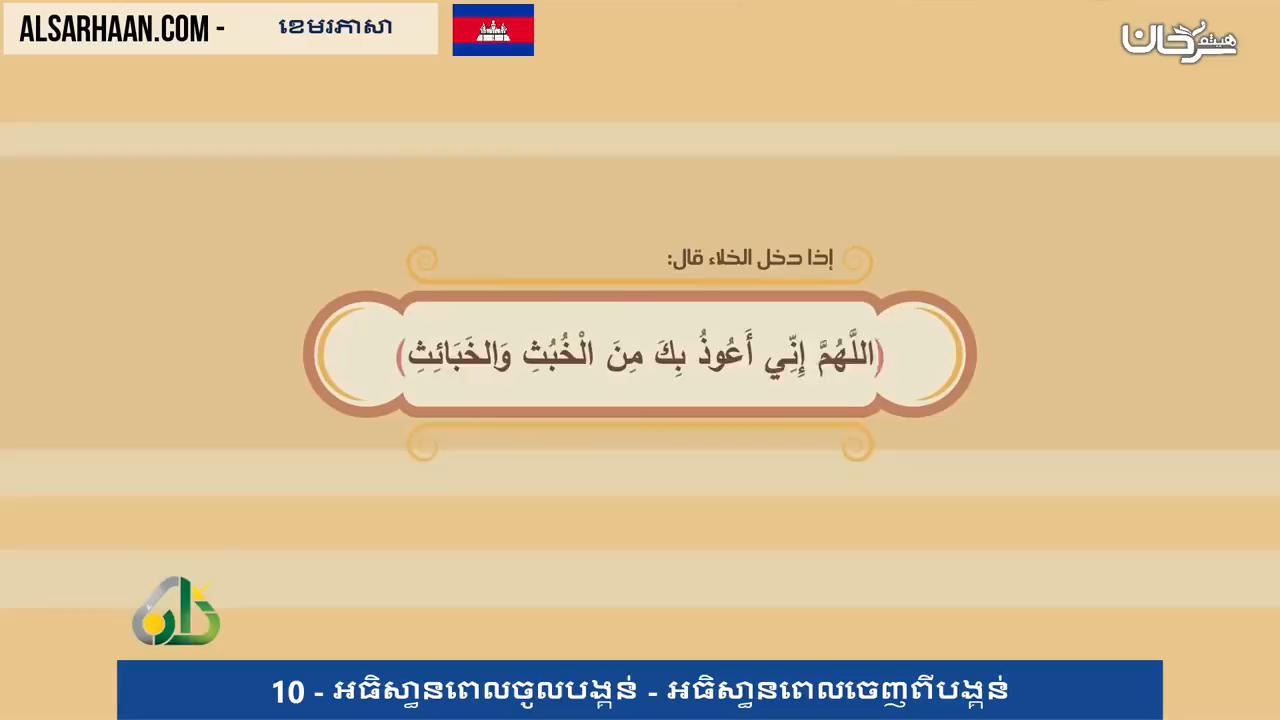 ALSARHAAN.COM - ខេមរភាសា
هيثم سرحان
إذا دخل الخلاء قال:
(اللَّهُمَّ إِنِّي أَعُوذُ بِكَ مِنَ الْخُبُثِ وَالخَبَائِثِ)
10 - អធិស្ឋានពេលចូលបង្គន់ - អធិស្ឋានពេលចេញពីបង្គន់